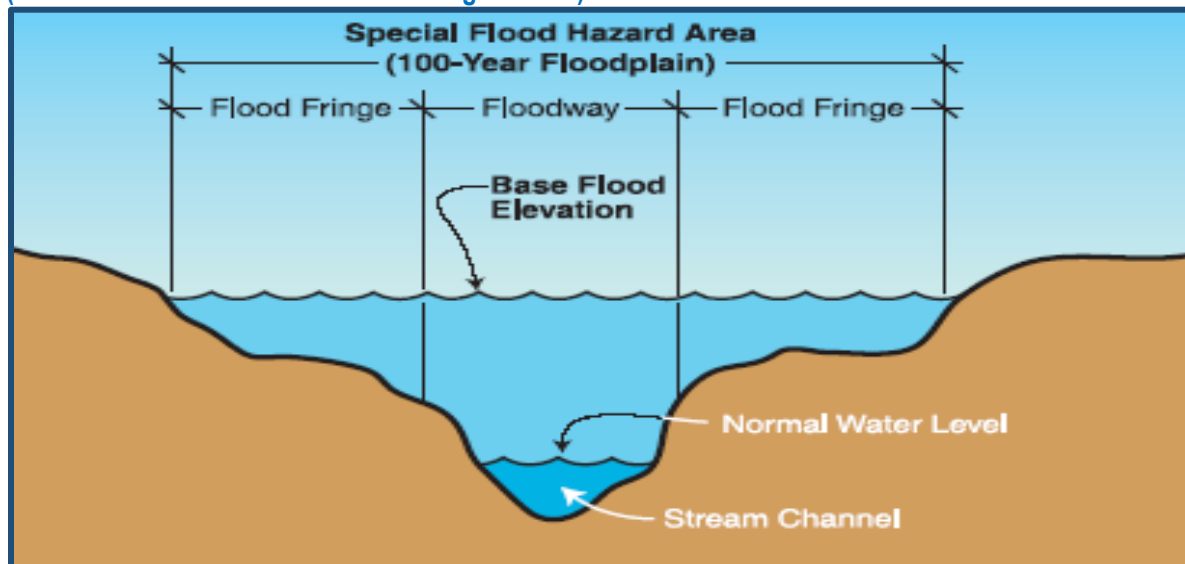 Special Flood Hazard Area
(100-Year Floodplain)
Flood Fringe
Floodway
Flood Fringe
Base Flood
Elevation
Normal Water Level
Stream Channel